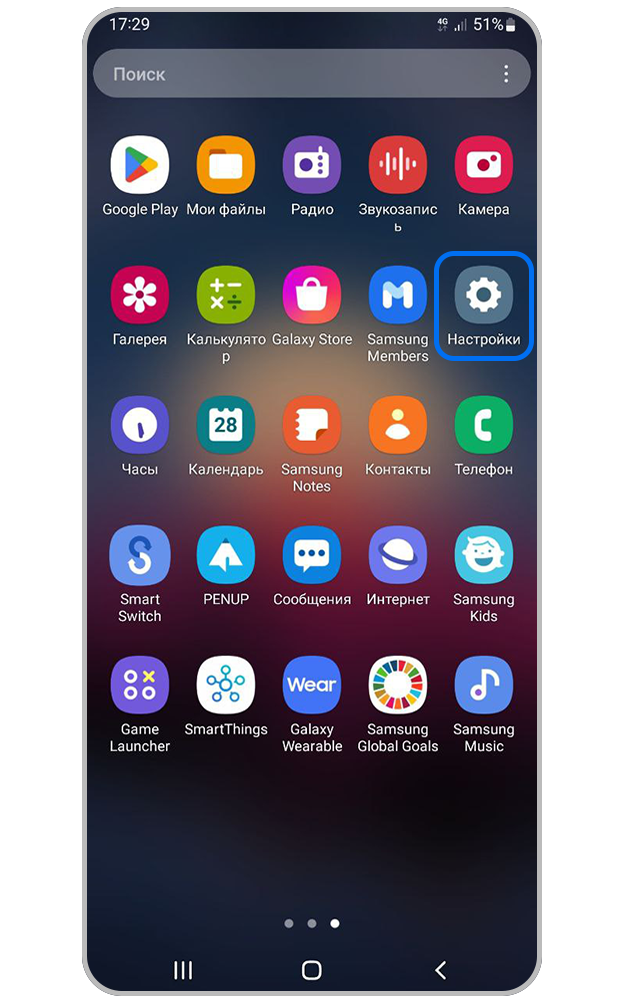 17:29 4G 51%
Поиск
Google Play Мои файлы Радио Звукозапис Камера
ь
Галерея Калькулято Galaxy Store Samsung Настройки
р Members
Часы 28 Календарь Samsung Контакты Телефон
Notes
Smart PENUP Сообщения Интернет Samsung
Switch Kids
Wear
Game SmartThings Galaxy Samsung Samsung
Launcher Wearable Global Goals Music